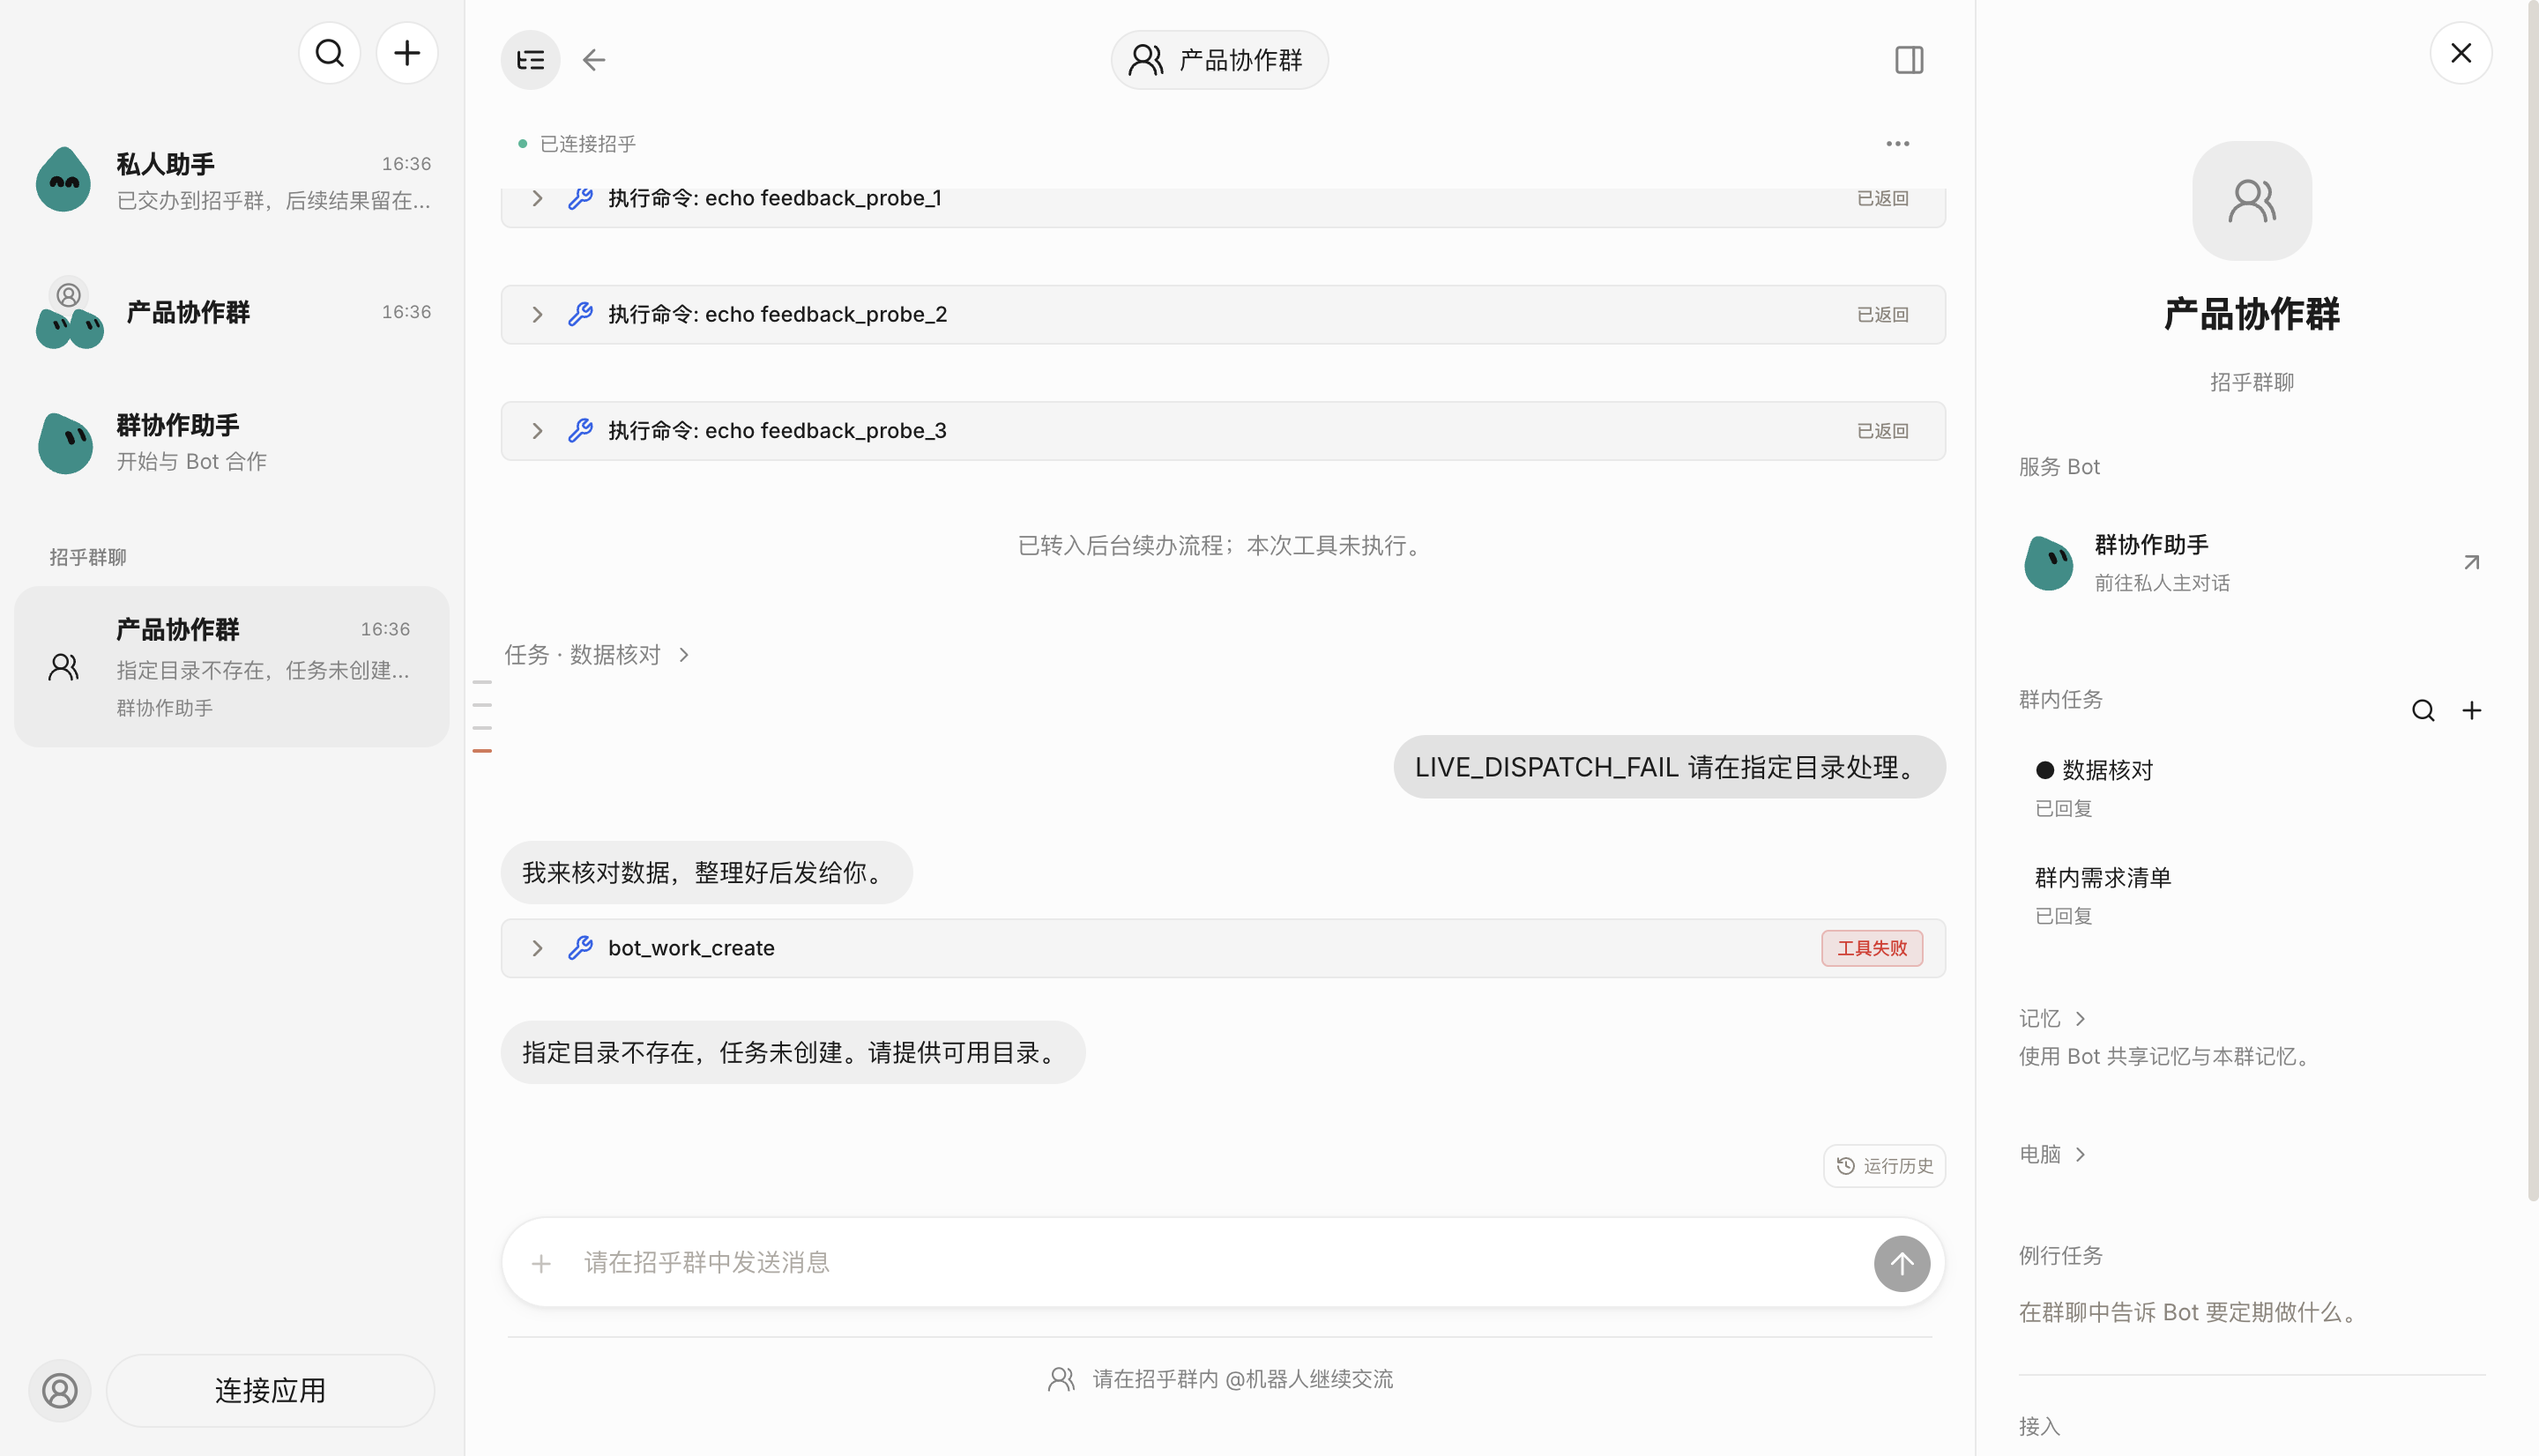 私人助手
16:36
已交办到招乎群，后续结果留在...
产品协作群
16:36
群协作助手
开始与 Bot 合作
招乎群聊
产品协作群
16:36
指定目录不存在，任务未创建...
群协作助手
连接应用
产品协作群
已连接招乎
执行命令: echo feedback_probe_1
已返回
执行命令: echo feedback_probe_2
已返回
执行命令: echo feedback_probe_3
已返回
已转入后台续办流程；本次工具未执行。
任务 · 数据核对
LIVE_DISPATCH_FAIL 请在指定目录处理。
我来核对数据，整理好后发给你。
bot_work_create
工具失败
指定目录不存在，任务未创建。请提供可用目录。
运行历史
请在招乎群中发送消息
请在招乎群内 @机器人继续交流
产品协作群
招乎群聊
服务 Bot
群协作助手
前往私人主对话
群内任务
数据核对
已回复
群内需求清单
已回复
记忆
使用 Bot 共享记忆与本群记忆。
电脑
例行任务
在群聊中告诉 Bot 要定期做什么。
接入